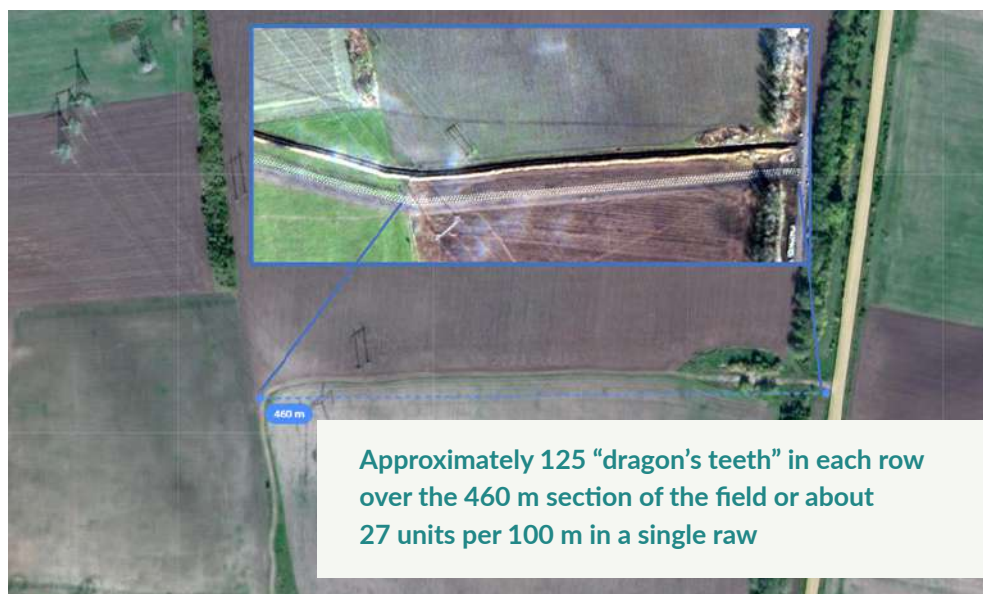 460 m
Approximately 125 “dragon’s teeth” in each row
over the 460 m section of the field or about
27 units per 100 m in a single raw